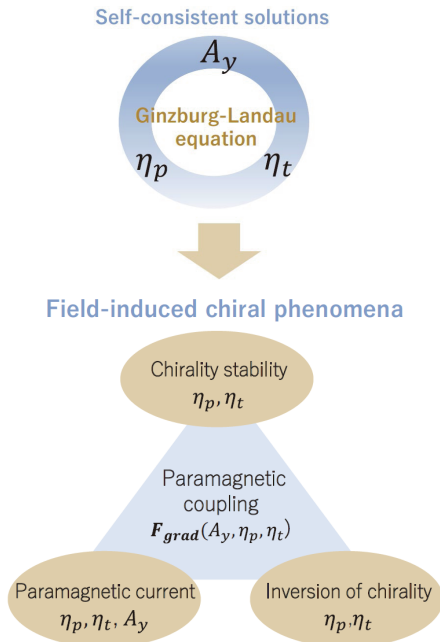 Self-consistent solutions
A_y
Ginzburg-Landau
equation
η_p η_t
Field-induced chiral phenomena
Chirality stability
η_p, η_t
Paramagnetic
coupling
F_grad(A_y, η_p, η_t)
Paramagnetic current
η_p, η_t, A_y
Inversion of chirality
η_p,η_t